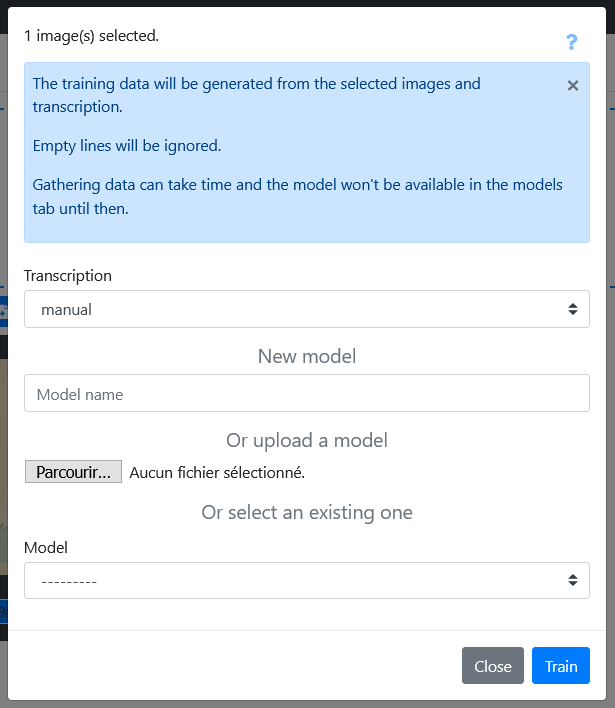 1 image(s) selected.
?
The training data will be generated from the selected images and
transcription.
×
Empty lines will be ignored.
Gathering data can take time and the model won't be available in the models
tab until then.
Transcription
manual
New model
Model name
Or upload a model
Parcourir... Aucun fichier sélectionné.
Or select an existing one
Model
---------
Close Train